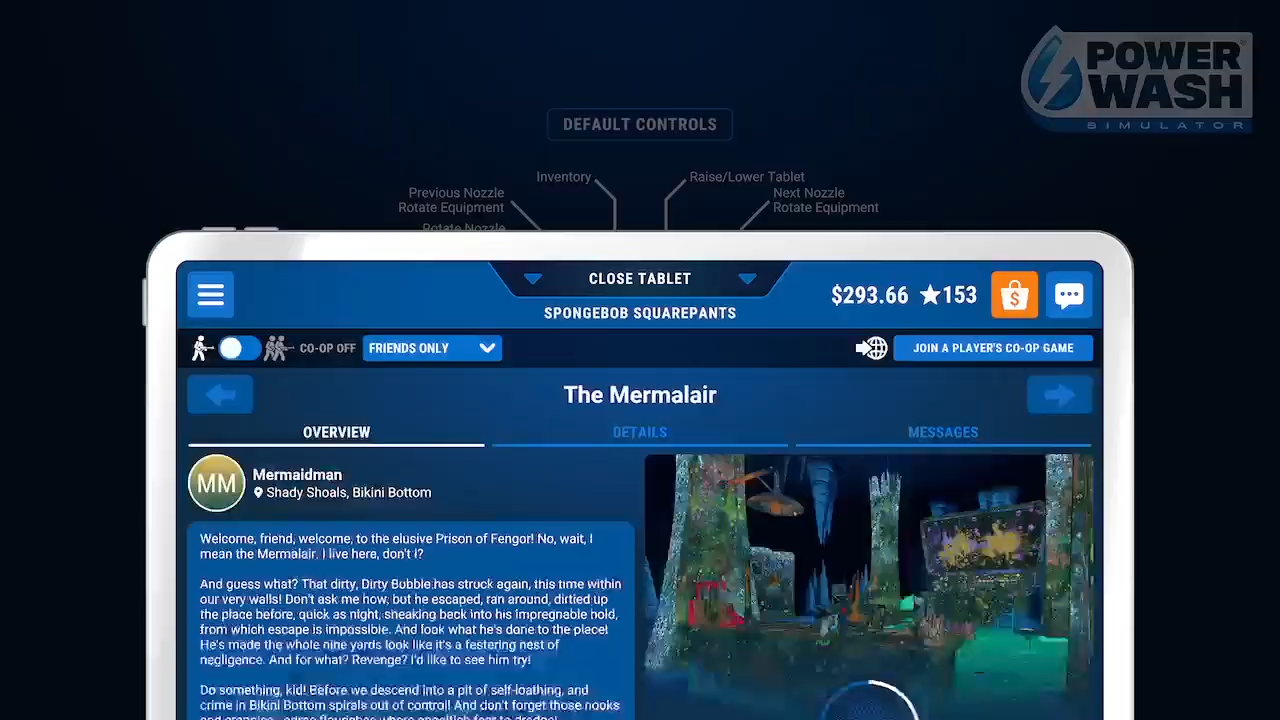 POWER
WASH
SIMULATOR
DEFAULT CONTROLS
Inventory
Raise/Lower Tablet
Previous Nozzle
Rotate Equipment
Next Nozzle
Rotate Equipment
Rotate Nozzle
CLOSE TABLET
$293.66 ★153
SPONGEBOB SQUAREPANTS
CO-OP OFF
FRIENDS ONLY
JOIN A PLAYER'S CO-OP GAME
The Mermalair
OVERVIEW
DETAILS
MESSAGES
MM
Mermaidman
Shady Shoals, Bikini Bottom
Welcome, friend, welcome, to the elusive Prison of Fengor! No, wait, I
mean the Mermalair. I live here, don't I?
And guess what? That dirty, Dirty Bubble has struck again, this time within
our very walls! Don't ask me how, but he escaped, ran around, dirtied up
the place before, quick as night, sneaking back into his impregnable hold,
from which escape is impossible. And look what he's done to the place!
He's made the whole nine yards look like it's a festering nest of
negligence. And for what? Revenge? I'd like to see him try!
Do something, kid! Before we descend into a pit of self-loathing, and
crime in Bikini Bottom spirals out of control! And don't forget those nooks